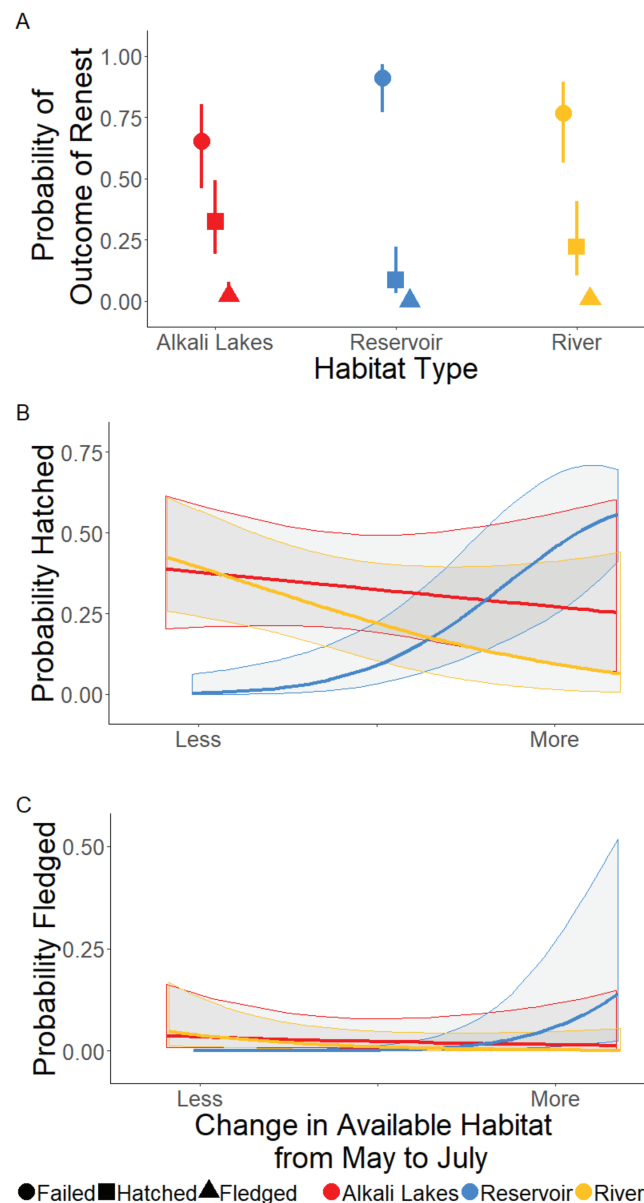 A
Probability of
Outcome of Renest
1.00
0.75
0.50
0.25
0.00
Alkali Lakes Reservoir River
Habitat Type
B
Probability Hatched
0.75
0.50
0.25
0.00
Less More
C
Probability Fledged
0.50
0.25
0.00
Less More
Change in Available Habitat
from May to July
Failed Hatched Fledged Alkali Lakes Reservoir River